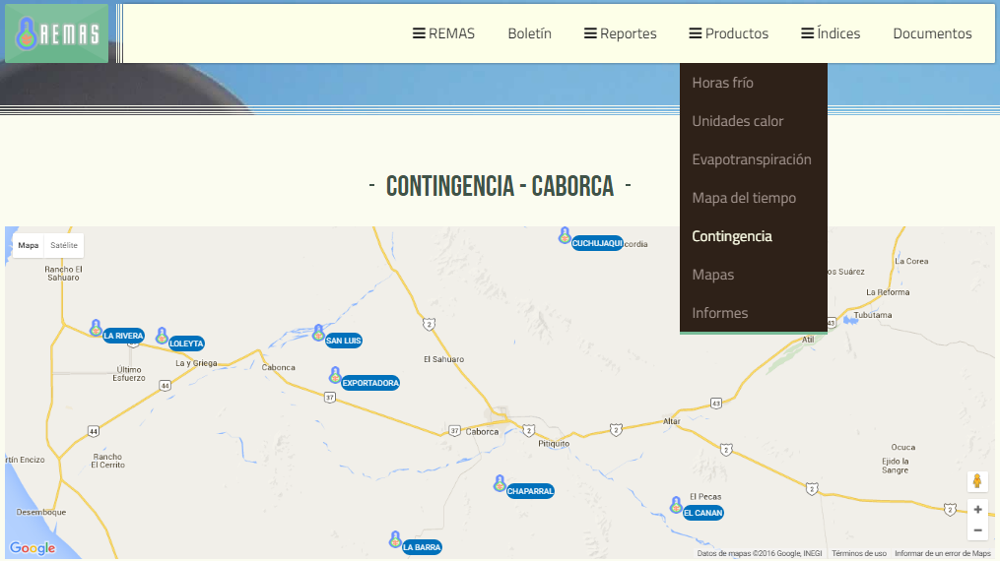 REMAS
REMAS
Boletín
Reportes
Productos
Índices
Documentos
Horas frío
Unidades calor
Evapotranspiración
Mapa del tiempo
Contingencia
Mapas
Informes
- CONTINGENCIA - CABORCA -
Mapa
Satélite
CUCHUJAQUI
cordia
Rancho El
Sahuaro
os Suárez
La Corea
La Reforma
Tubutama
43
Atil
2
LA RIVERA
LOLEYTA
SAN LUIS
La y Griega
Cabonca
El Sahuaro
Último
Esfuerzo
44
EXPORTADORA
37
43
Altar
44
37
Caborca
2
Pitiquito
2
2
rtín Encizo
Rancho
El Cerrito
Ocuca
Ejido la
Sangre
CHAPARRAL
El Pecas
EL CANAN
2
2
Desemboque
LA BARRA
Google
Datos de mapas ©2016 Google, INEGI
Términos de uso
Informar de un error de Maps